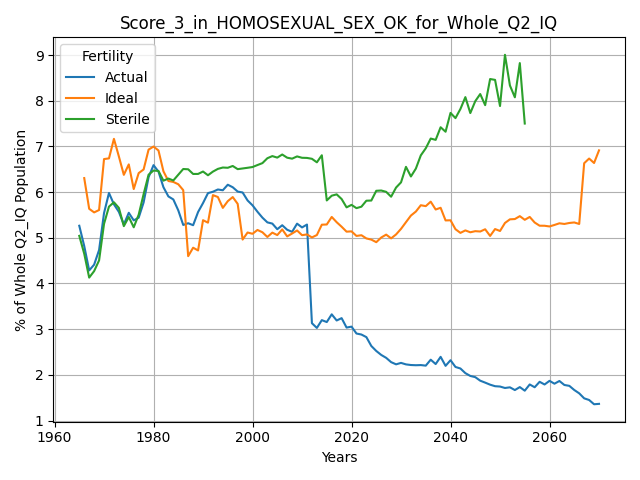 Score_3_in_HOMOSEXUAL_SEX_OK_for_Whole_Q2_IQ
Fertility
Actual
Ideal
Sterile
% of Whole Q2_IQ Population
9
8
7
6
5
4
3
2
1
1960 1980 2000 2020 2040 2060
Years